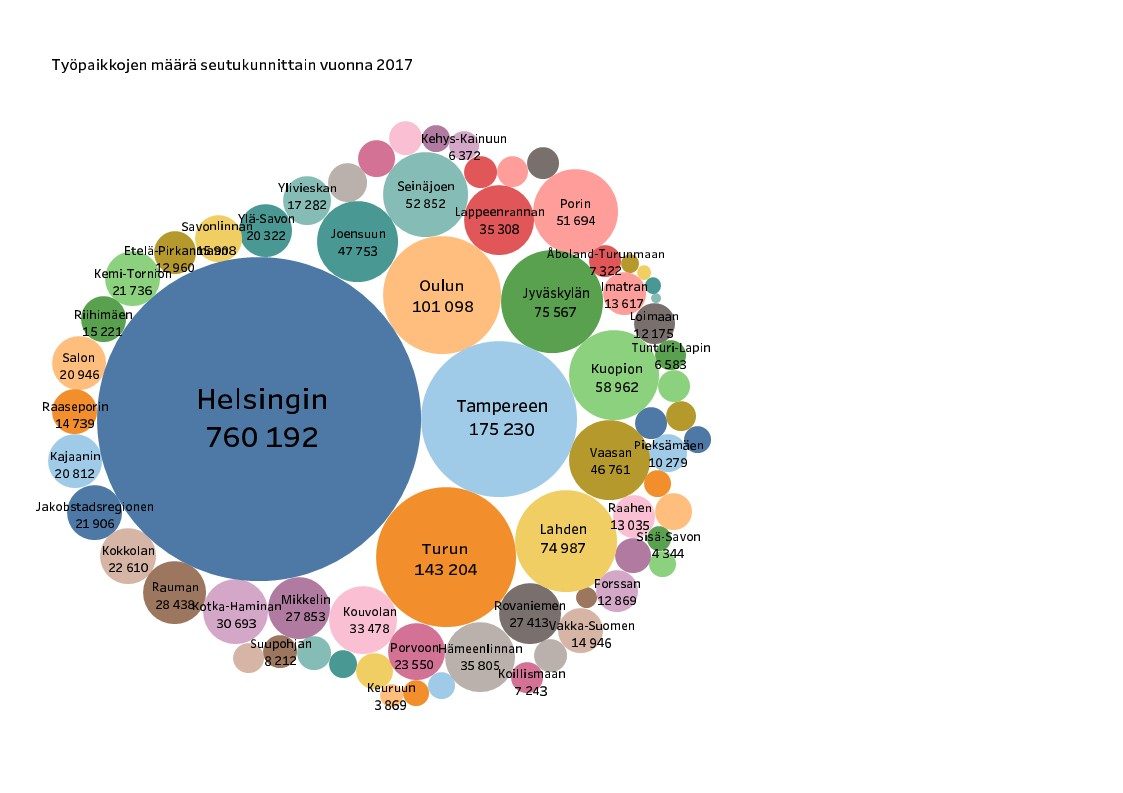 Työpaikkojen määrä seutukunnittain vuonna 2017
Kehys-Kainuun
6 372
Seinäjoen
52 852
Ylivieskan
17 282
Lappeenrannan
35 308
Porin
51 694
Ylä-Savon
20 322
Savonlinnan
15 908
Joensuun
47 753
Etelä-Pirkanmaan
12 960
Åboland-Turunmaan
7 322
Kemi-Tornion
21 736
Oulun
101 098
Jyväskylän
75 567
Imatran
13 617
Riihimäen
15 221
Loimaan
12 175
Tunturi-Lapin
6 583
Salon
20 946
Kuopion
58 962
Helsingin
760 192
Tampereen
175 230
Raaseporin
14 739
Pieksämäen
10 279
Vaasan
46 761
Kajaanin
20 812
Jakobstadsregionen
21 906
Raahen
13 035
Lahden
74 987
Sisä-Savon
4 344
Kokkolan
22 610
Turun
143 204
Forssan
12 869
Rauman
28 438
Kotka-Haminan
30 693
Mikkelin
27 853
Kouvolan
33 478
Rovaniemen
27 413
Vakka-Suomen
14 946
Suupohjan
8 212
Porvoon
23 550
Hämeenlinnan
35 805
Koillismaan
7 243
Keuruun
3 869